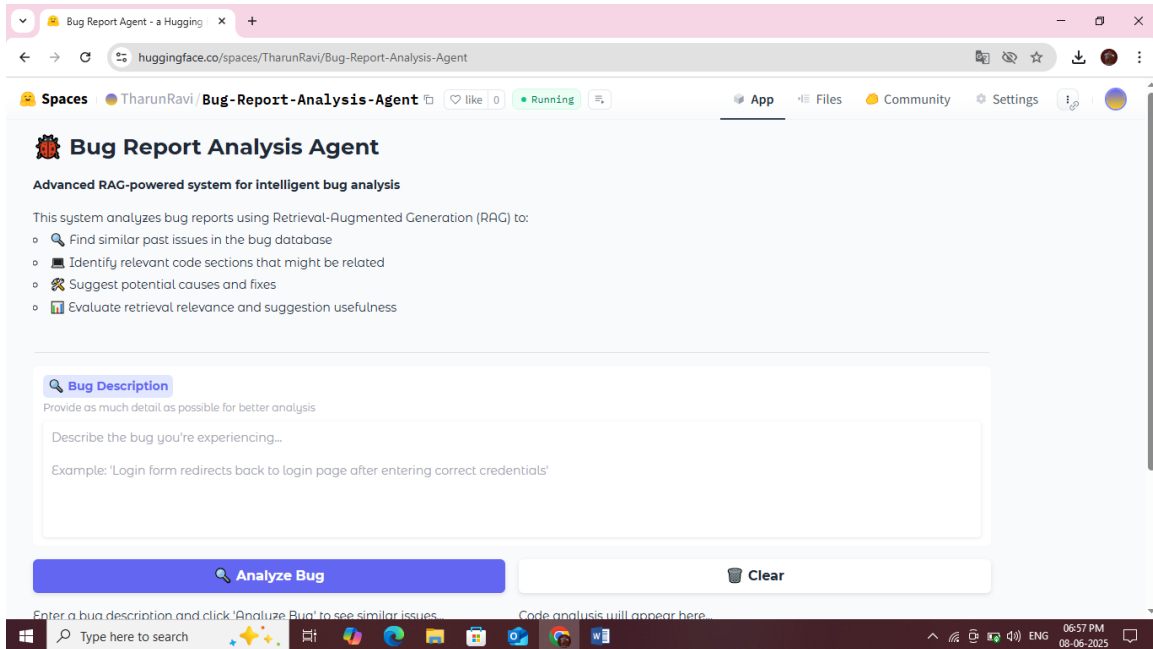 Bug Report Agent - a Hugging
huggingface.co/spaces/TharunRavi/Bug-Report-Analysis-Agent
Spaces TharunRavi/Bug-Report-Analysis-Agent like 0 Running App Files Community Settings
Bug Report Analysis Agent
Advanced RAG-powered system for intelligent bug analysis
This system analyzes bug reports using Retrieval-Augmented Generation (RAG) to:
Find similar past issues in the bug database
Identify relevant code sections that might be related
Suggest potential causes and fixes
Evaluate retrieval relevance and suggestion usefulness
Bug Description
Provide as much detail as possible for better analysis
Describe the bug you're experiencing...
Example: 'Login form redirects back to login page after entering correct credentials'
Analyze Bug Clear
Enter a bug description and click 'Analyze Bug' to see similar issues... Code analysis will appear here...
Type here to search ENG 06:57 PM
08-06-2025